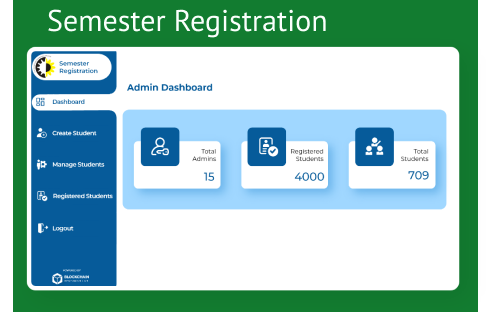 Semester Registration
Semester
Registration
Admin Dashboard
Dashboard
Create Student
Manage Students
Registered Students
Logout
Total
Admins
15
Registered
Students
4000
Total
Students
709
POWERED BY
BLOCKCHAIN